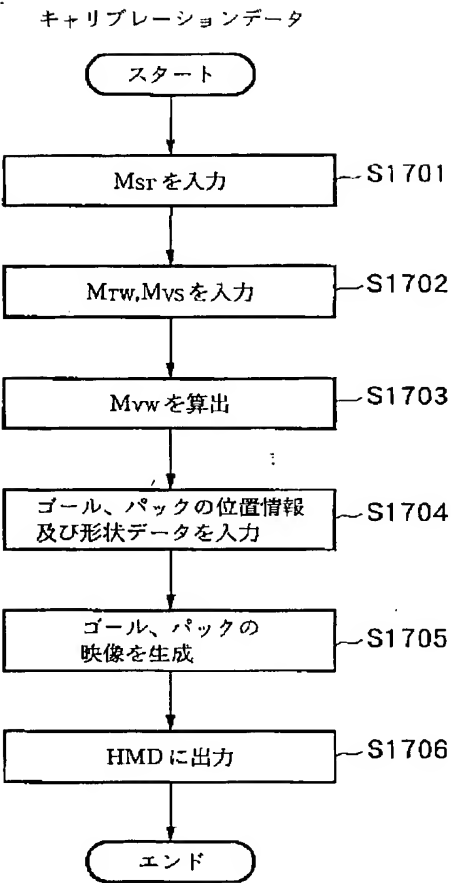 キャリブレーションデータ
スタート
Msrを入力
S1701
MTW,MVSを入力
S1702
MVWを算出
S1703
ゴール、パックの位置情報
及び形状データを入力
S1704
ゴール、パックの
映像を生成
S1705
HMDに出力
S1706
エンド